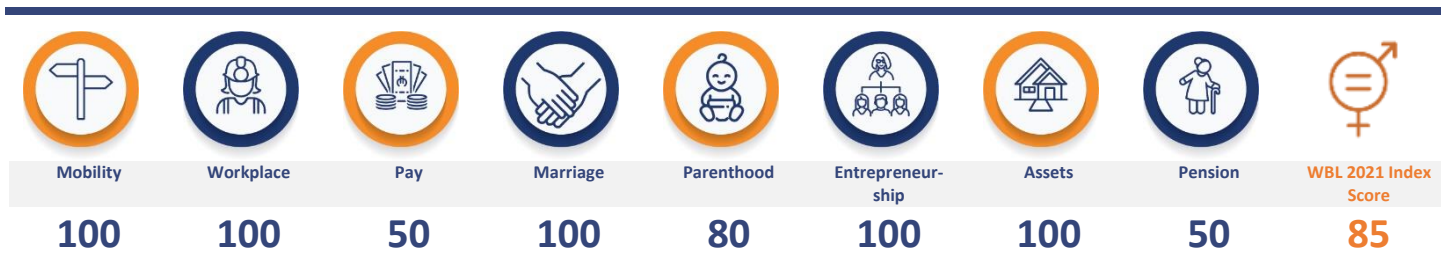 Mobility
Workplace
Pay
Marriage
Parenthood
Entrepreneur-
ship
Assets
Pension
WBL 2021 Index
Score
100
100
50
100
80
100
100
50
85